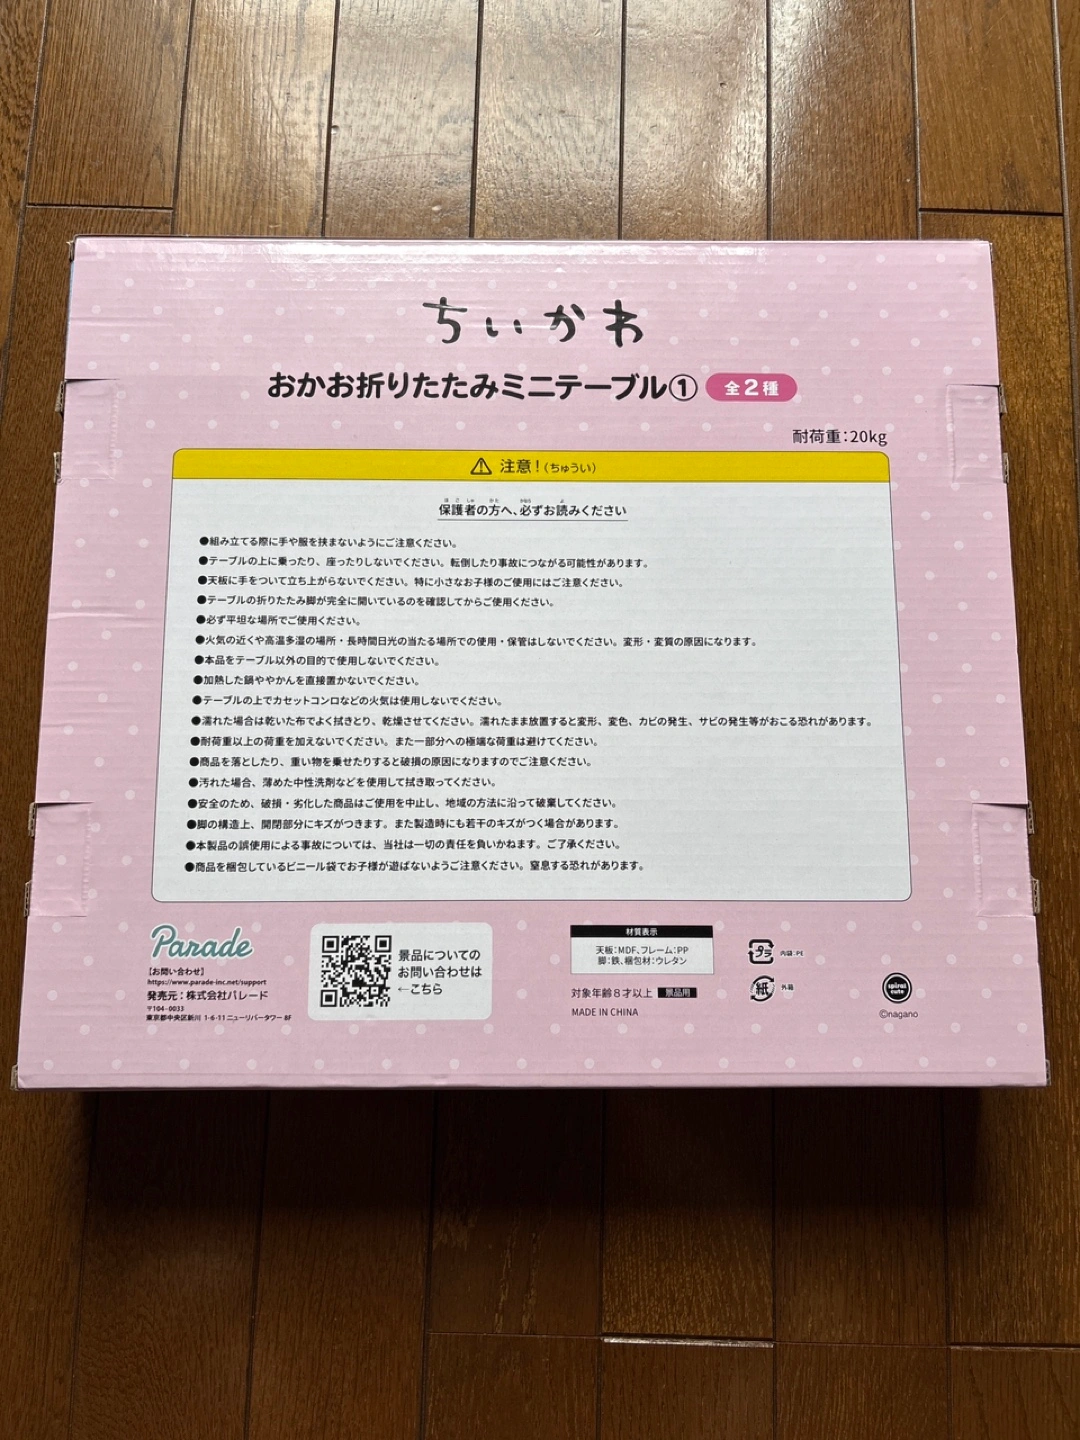 ちいかわ
おかお折りたたみミニテーブル① 全2種
耐荷重:20kg
⚠ 注意!(ちゅうい)
保護者の方へ、必ずお読みください
●組み立てる際に手や服を挟まないようにご注意ください。
●テーブルの上に乗ったり、座ったりしないでください。転倒したり事故につながる可能性があります。
●天板に手をついて立ち上がらないでください。特に小さなお子様のご使用にはご注意ください。
●テーブルの折りたたみ脚が完全に開いているのを確認してからご使用ください。
●必ず平坦な場所でご使用ください。
●火気の近くや高温多湿の場所・長時間日光の当たる場所での使用・保管はしないでください。変形・変質の原因になります。
●本品をテーブル以外の目的で使用しないでください。
●加熱した鍋ややかんを直接置かないでください。
●テーブルの上でカセットコンロなどの火気は使用しないでください。
●濡れた場合は乾いた布でよく拭きとり、乾燥させてください。濡れたまま放置すると変形、変色、カビの発生、サビの発生等がおこる恐れがあります。
●耐荷重以上の荷重を加えないでください。また一部分への極端な荷重は避けてください。
●商品を落としたり、重い物を乗せたりすると破損の原因になりますのでご注意ください。
●汚れた場合、薄めた中性洗剤などを使用して拭き取ってください。
●安全のため、破損・劣化した商品はご使用を中止し、地域の方法に沿って破棄してください。
●脚の構造上、開閉部分にキズがつきます。また製造時にも若干のキズがつく場合があります。
●本製品の誤使用による事故については、当社は一切の責任を負いかねます。ご了承ください。
●商品を梱包しているビニール袋でお子様が遊ばないようご注意ください。窒息する恐れがあります。
Parade
【お問い合わせ】
https://www.parade-inc.net/support
発売元:株式会社パレード
〒104-0033
東京都中央区新川 1-6-11 ニューリバータワー 8F
景品についての
お問い合わせは
←こちら
材質表示
天板:MDF、フレーム:PP
脚:鉄、梱包材:ウレタン
対象年齢8才以上 景品用
MADE IN CHINA
プラ 内袋:PE
紙 外箱
spiral
cute
©nagano